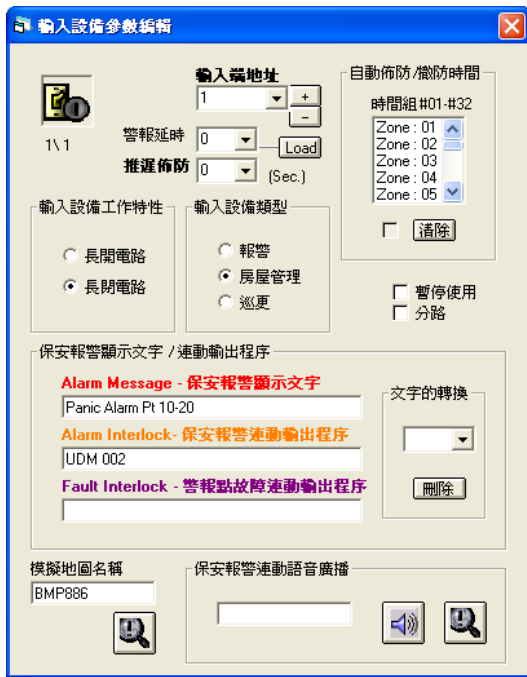 輸入設備參數編輯
輸入端地址
1
+
-
1\ 1
警報延時 0 Load
推遲佈防 0 (Sec.)
自動佈防/撤防時間
時間組#01-#32
Zone : 01
Zone : 02
Zone : 03
Zone : 04
Zone : 05
清除
輸入設備工作特性
長開電路
長閉電路
輸入設備類型
報警
房屋管理
巡更
暫停使用
分路
保安報警顯示文字 / 連動輸出程序
Alarm Message - 保安報警顯示文字
Panic Alarm Pt 10-20
Alarm Interlock- 保安報警連動輸出程序
UDM 002
Fault Interlock - 警報點故障連動輸出程序
文字的轉換
刪除
模擬地圖名稱
BMP886
保安報警連動語音廣播